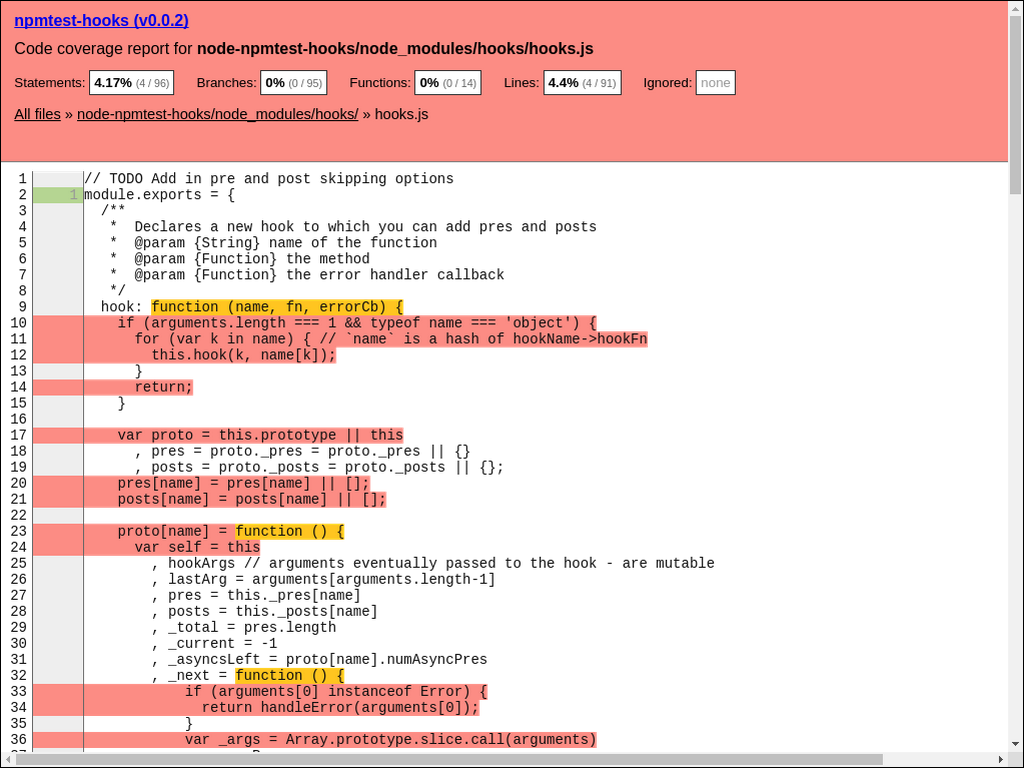 npmtest-hooks (v0.0.2)
Code coverage report for node-npmtest-hooks/node_modules/hooks/hooks.js
Statements: 4.17% (4 / 96) Branches: 0% (0 / 95) Functions: 0% (0 / 14) Lines: 4.4% (4 / 91) Ignored: none
All files » node-npmtest-hooks/node_modules/hooks/ » hooks.js
1 // TODO Add in pre and post skipping options
2 1 module.exports = {
3 /**
4 *  Declares a new hook to which you can add pres and posts
5 *  @param {String} name of the function
6 *  @param {Function} the method
7 *  @param {Function} the error handler callback
8 */
9 hook: function (name, fn, errorCb) {
10 if (arguments.length === 1 && typeof name === 'object') {
11 for (var k in name) { // `name` is a hash of hookName->hookFn
12 this.hook(k, name[k]);
13 }
14 return;
15 }
16
17 var proto = this.prototype || this
18 , pres = proto._pres = proto._pres || {}
19 , posts = proto._posts = proto._posts || {};
20 pres[name] = pres[name] || [];
21 posts[name] = posts[name] || [];
22
23 proto[name] = function () {
24 var self = this
25 , hookArgs // arguments eventually passed to the hook - are mutable
26 , lastArg = arguments[arguments.length-1]
27 , pres = this._pres[name]
28 , posts = this._posts[name]
29 , _total = pres.length
30 , _current = -1
31 , _asyncsLeft = proto[name].numAsyncPres
32 , _next = function () {
33 if (arguments[0] instanceof Error) {
34 return handleError(arguments[0]);
35 }
36 var _args = Array.prototype.slice.call(arguments)